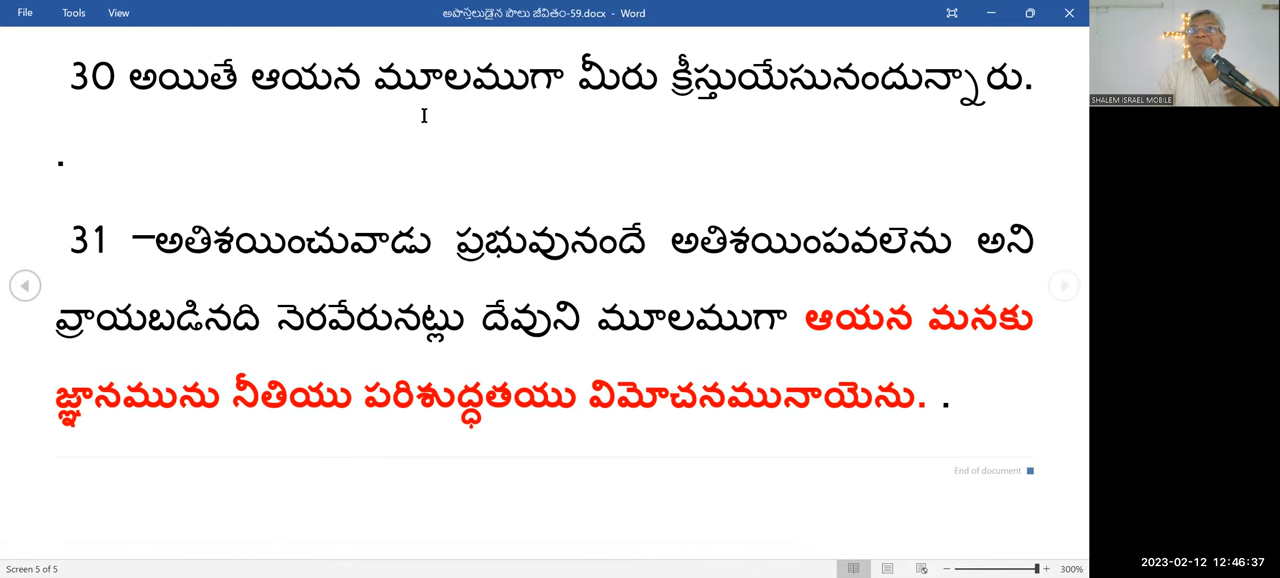 File Tools View అపొస్తలుడైన పౌలు జీవితం-59.docx - Word
30 అయితే ఆయన మూలముగా మీరు క్రీస్తుయేసునందున్నారు.
.
31 –అతిశయించువాడు ప్రభువునందే అతిశయింపవలెను అని
వ్రాయబడినది నెరవేరునట్లు దేవుని మూలముగా ఆయన మనకు
జ్ఞానమును నీతియు పరిశుద్ధతయు విమోచనమునాయెను. .
End of document
Screen 5 of 5
300%
SHALEM ISRAEL MOBILE
2023-02-12 12:46:37